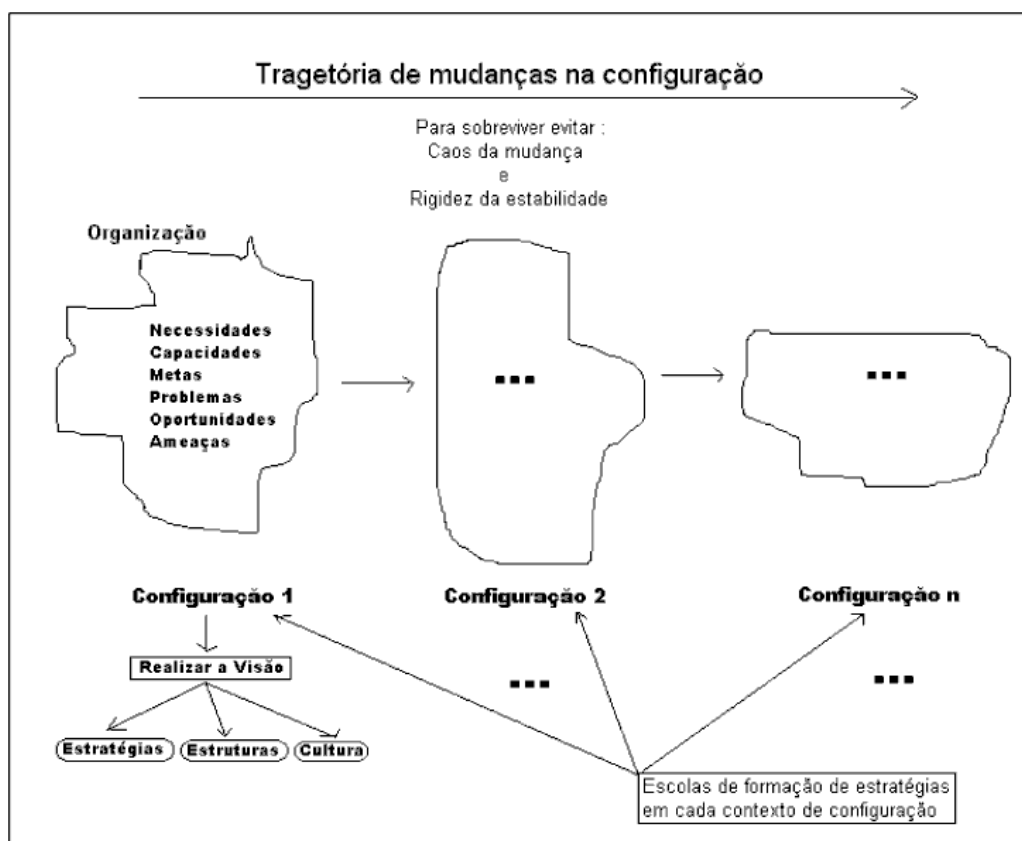 Tragetória de mudanças na configuração
Para sobreviver evitar :
Caos da mudança
e
Rigidez da estabilidade
Organização
Necessidades
Capacidades
Metas
Problemas
Oportunidades
Ameaças
...
...
Configuração 1
Configuração 2
Configuração n
Realizar a Visão
...
...
Estratégias
Estruturas
Cultura
Escolas de formação de estratégias
em cada contexto de configuração